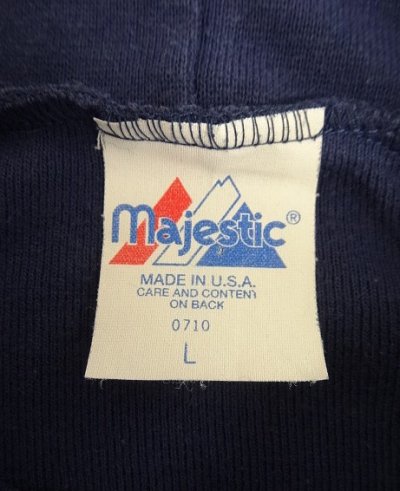 Majestic®
MADE IN U.S.A.
CARE AND CONTENT
ON BACK
0710
L